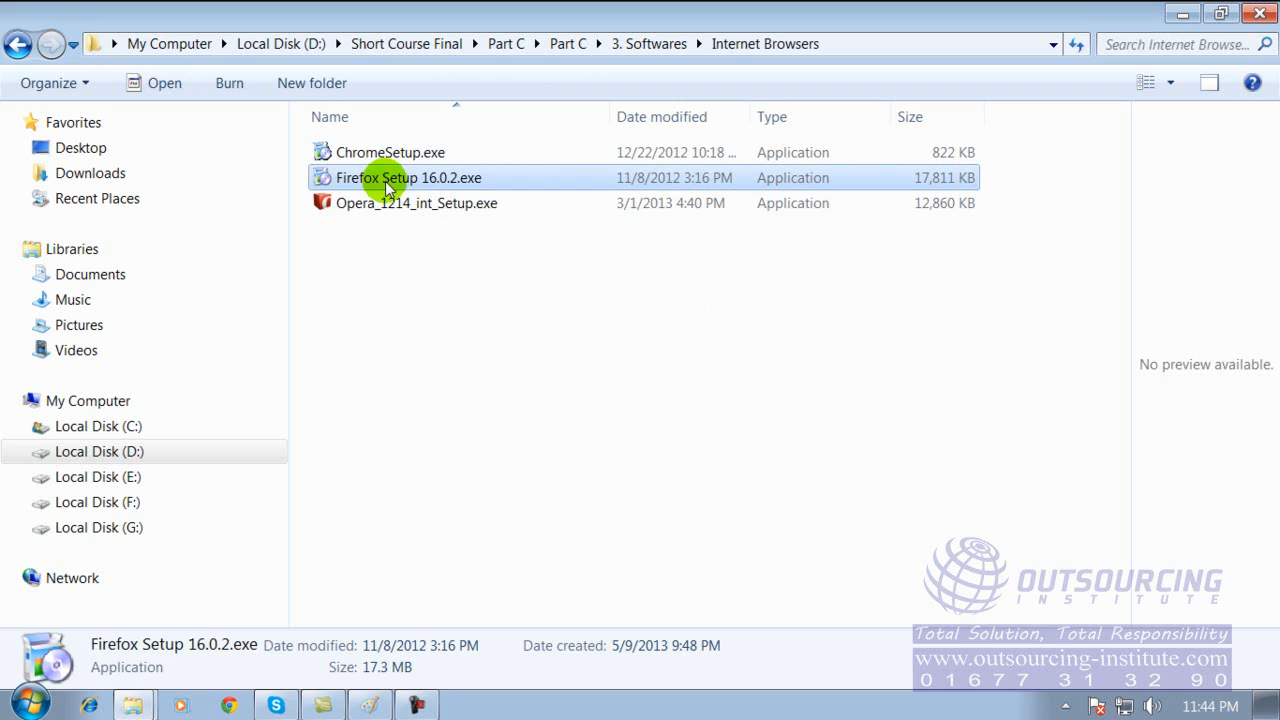 My Computer Local Disk (D:) Short Course Final Part C Part C 3. Softwares Internet Browsers Search Internet Browse...
Organize Open Burn New folder
Favorites
Desktop
Downloads
Recent Places
Libraries
Documents
Music
Pictures
Videos
My Computer
Local Disk (C:)
Local Disk (D:)
Local Disk (E:)
Local Disk (F:)
Local Disk (G:)
Network
Name Date modified Type Size
ChromeSetup.exe 12/22/2012 10:18 ... Application 822 KB
Firefox Setup 16.0.2.exe 11/8/2012 3:16 PM Application 17,811 KB
Opera_1214_int_Setup.exe 3/1/2013 4:40 PM Application 12,860 KB
No preview available.
OUTSOURCING
INSTITUTE
Total Solution, Total Responsibility
www.outsourcing-institute.com
01677 31 32 90
Firefox Setup 16.0.2.exe Date modified: 11/8/2012 3:16 PM Date created: 5/9/2013 9:48 PM
Application Size: 17.3 MB
11:44 PM